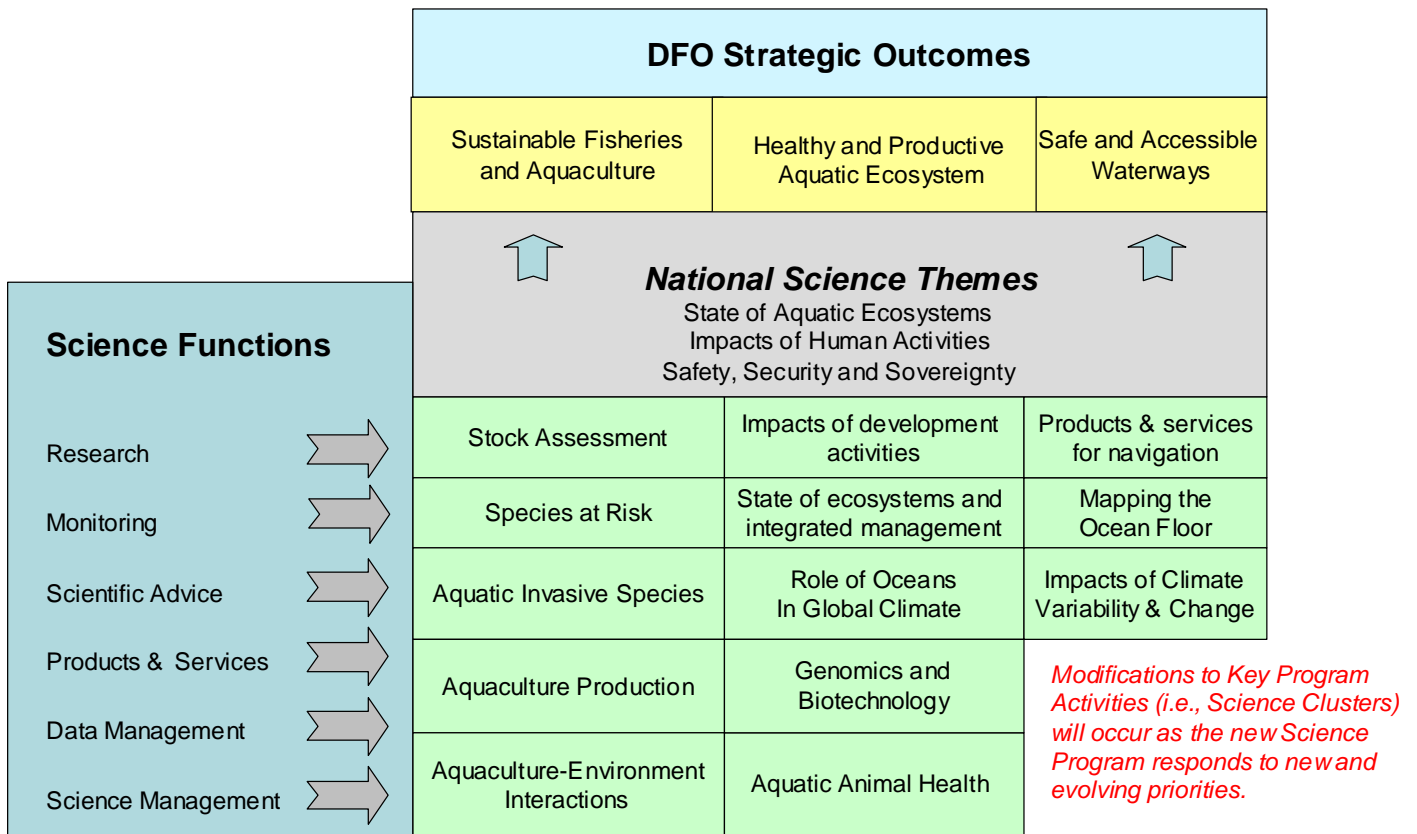 DFO Strategic Outcomes
Sustainable Fisheries
and Aquaculture
Healthy and Productive
Aquatic Ecosystem
Safe and Accessible
Waterways
National Science Themes
State of Aquatic Ecosystems
Impacts of Human Activities
Safety, Security and Sovereignty
Science Functions
Research
Monitoring
Scientific Advice
Products & Services
Data Management
Science Management
Stock Assessment
Impacts of development
activities
Products & services
for navigation
Species at Risk
State of ecosystems and
integrated management
Mapping the
Ocean Floor
Aquatic Invasive Species
Role of Oceans
In Global Climate
Impacts of Climate
Variability & Change
Aquaculture Production
Genomics and
Biotechnology
Aquaculture-Environment
Interactions
Aquatic Animal Health
Modifications to Key Program
Activities (i.e., Science Clusters)
will occur as the new Science
Program responds to new and
evolving priorities.